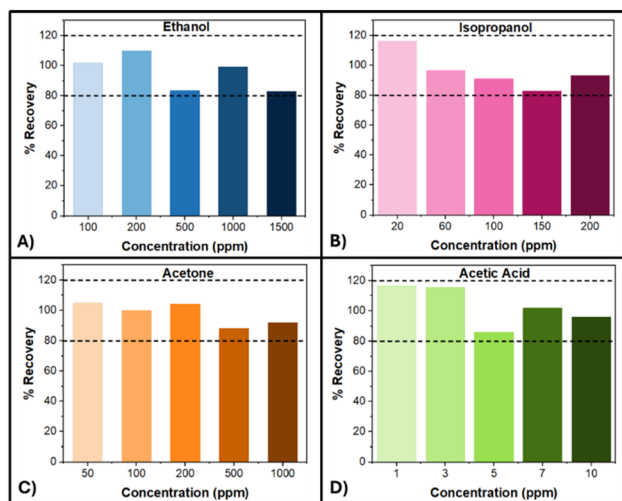 Ethanol
120
100
80
60
40
20
0
% Recovery
100 200 500 1000 1500
Concentration (ppm)
A)
Isopropanol
120
100
80
60
40
20
0
% Recovery
20 60 100 150 200
Concentration (ppm)
B)
Acetone
120
100
80
60
40
20
0
% Recovery
50 100 200 500 1000
Concentration (ppm)
C)
Acetic Acid
120
100
80
60
40
20
0
% Recovery
1 3 5 7 10
Concentration (ppm)
D)